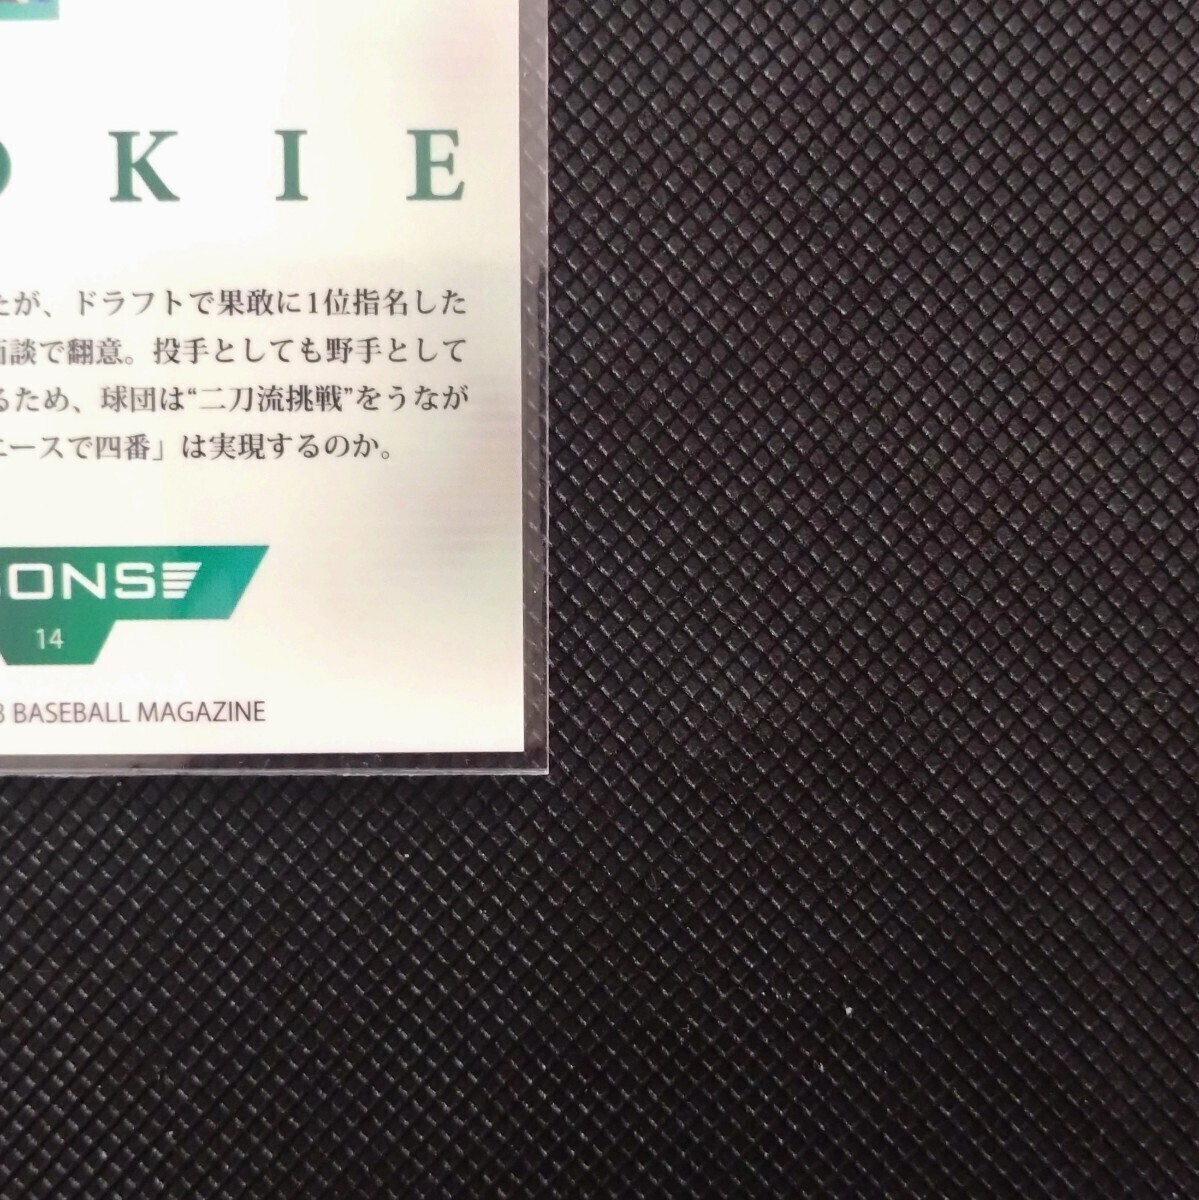 OKIE
たが、ドラフトで果敢に1位指名した
面談で翻意。投手としても野手として
るため、球団は“二刀流挑戦”をうなが
エースで四番」は実現するのか。
SONS
14
3 BASEBALL MAGAZINE